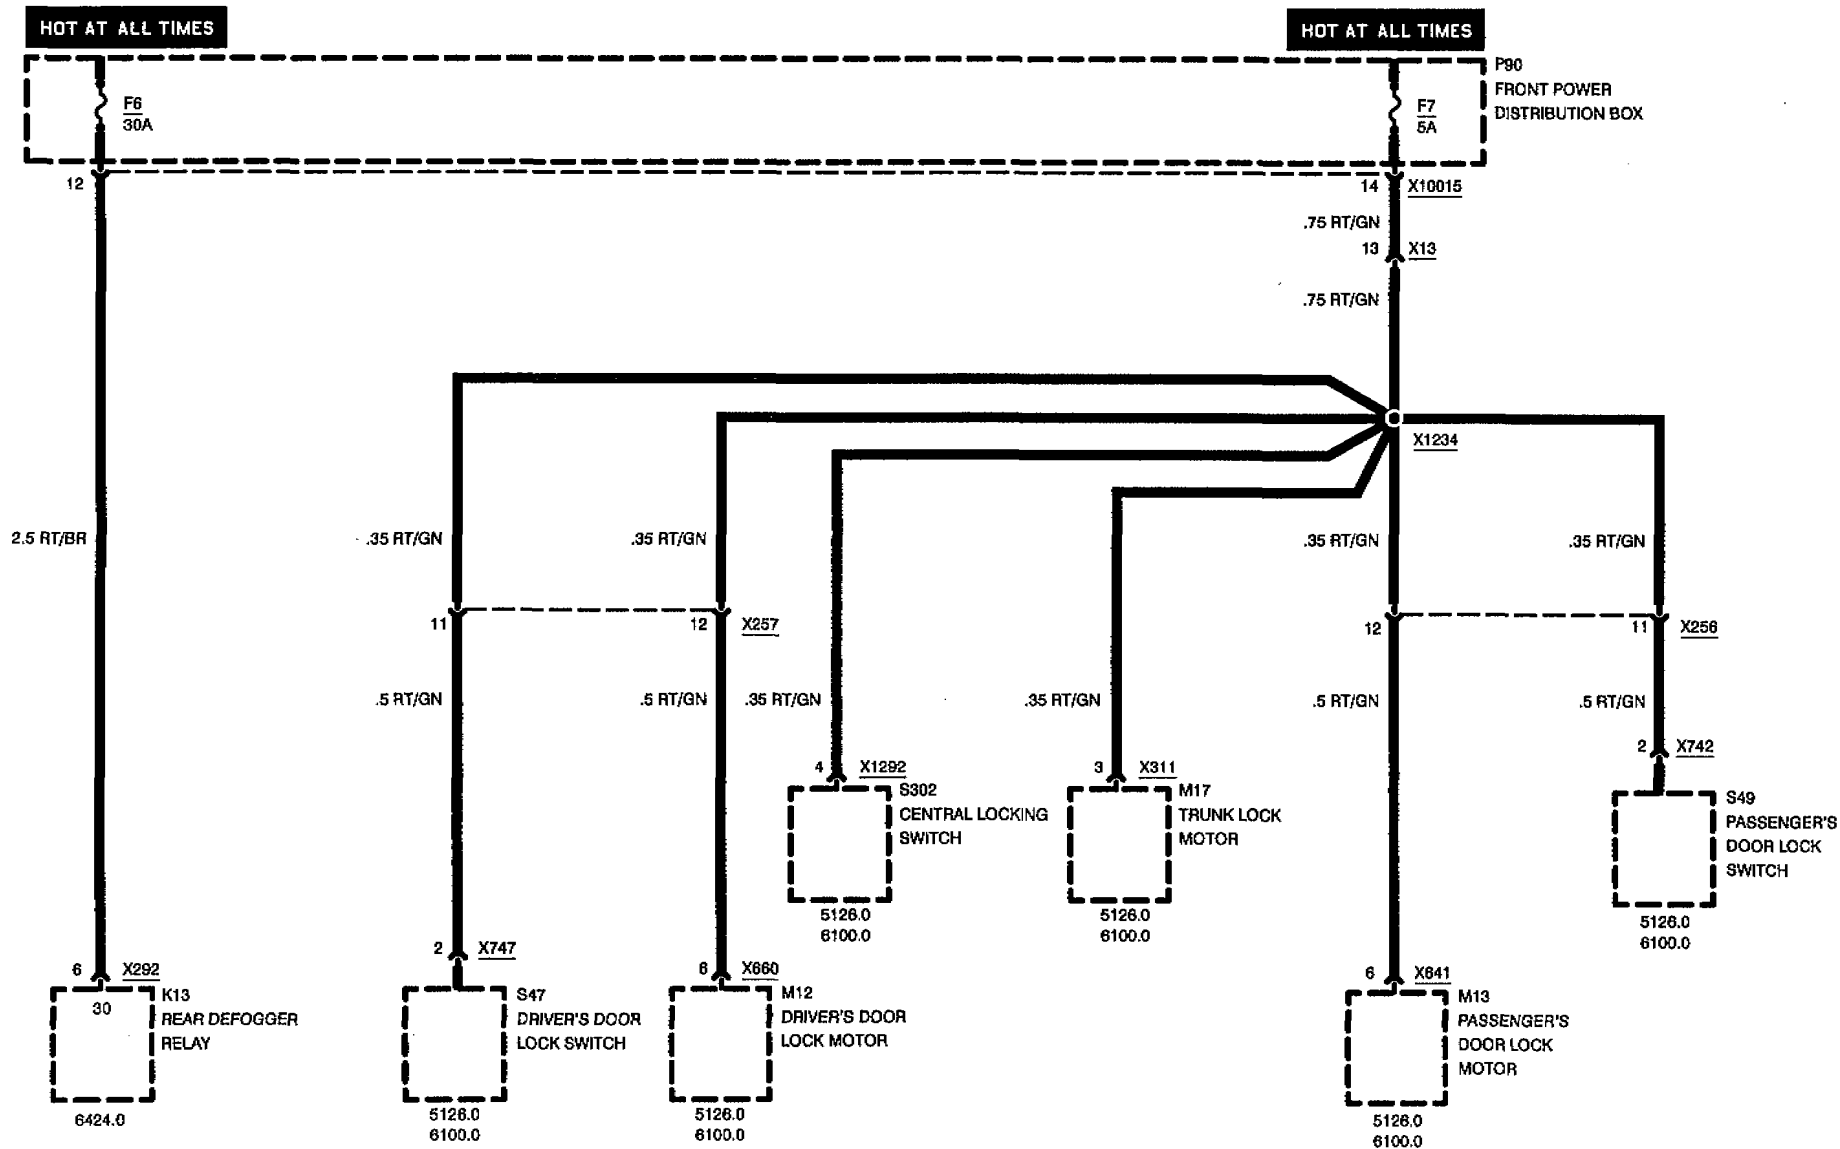 HOT AT ALL TIMES
HOT AT ALL TIMES
P90
FRONT POWER
DISTRIBUTION BOX
F6
30A
F7
5A
12
14 X10015
.75 RT/GN
13 X13
.75 RT/GN
X1234
2.5 RT/BR
.35 RT/GN
.35 RT/GN
.35 RT/GN
.35 RT/GN
11
12 X257
12
11 X256
.5 RT/GN
.5 RT/GN
.35 RT/GN
.35 RT/GN
.5 RT/GN
.5 RT/GN
2 X742
4 X1292
3 X311
S302
CENTRAL LOCKING
SWITCH
M17
TRUNK LOCK
MOTOR
S49
PASSENGER'S
DOOR LOCK
SWITCH
5126.0
6100.0
5126.0
6100.0
5126.0
6100.0
2 X747
6 X292
6 X660
6 X641
30
K13
REAR DEFOGGER
RELAY
S47
DRIVER'S DOOR
LOCK SWITCH
M12
DRIVER'S DOOR
LOCK MOTOR
M13
PASSENGER'S
DOOR LOCK
MOTOR
6424.0
5126.0
6100.0
5126.0
6100.0
5126.0
6100.0